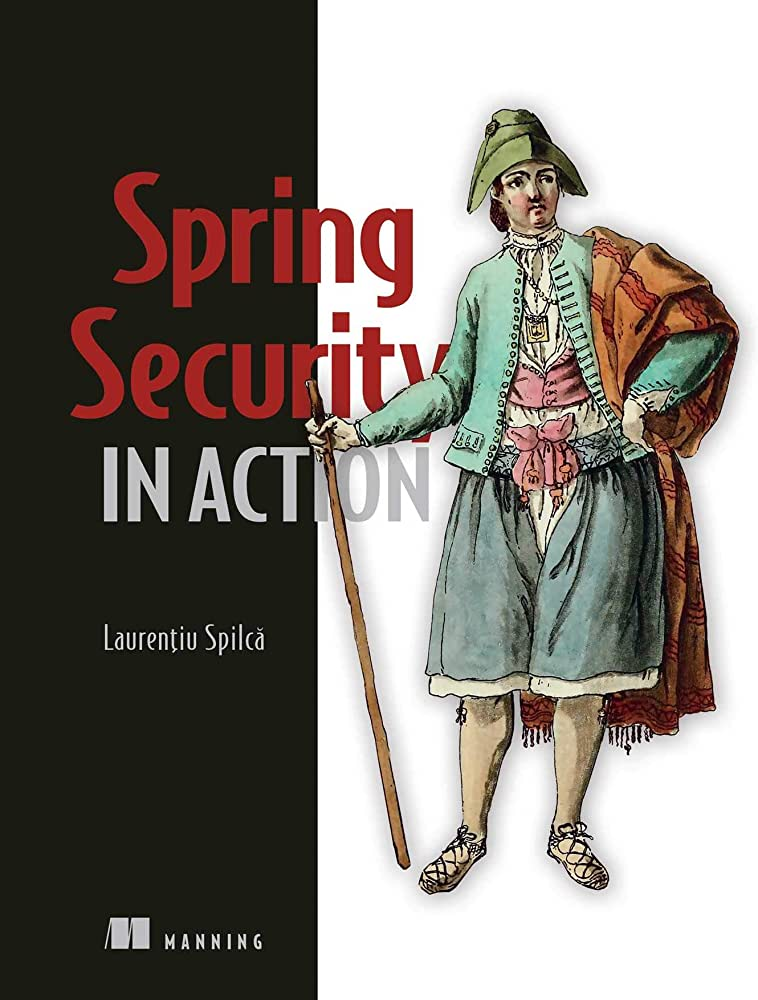 Spring
Security
IN ACTION
Laurențiu Spilcă
MANNING